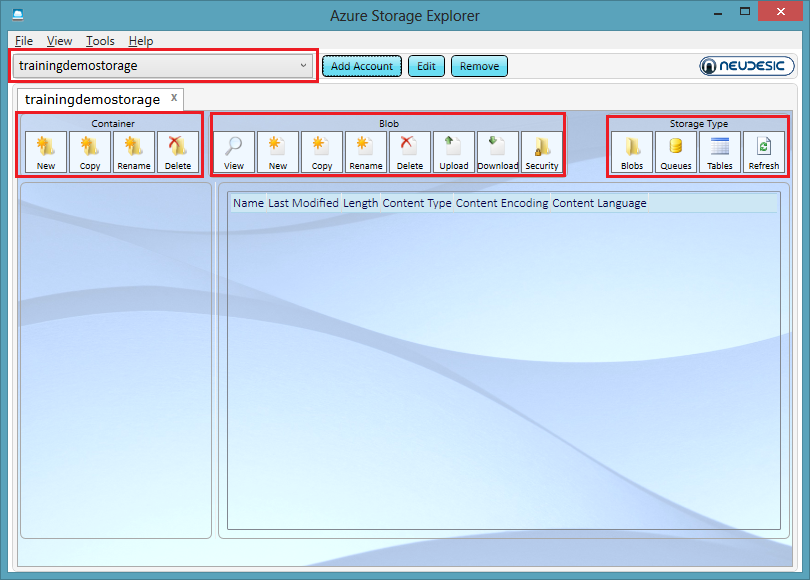 Azure Storage Explorer
File View Tools Help
trainingdemostorage Add Account Edit Remove NEUDESIC
trainingdemostorage x
Container Blob Storage Type
New Copy Rename Delete View New Copy Rename Delete Upload Download Security Blobs Queues Tables Refresh
Name Last Modified Length Content Type Content Encoding Content Language